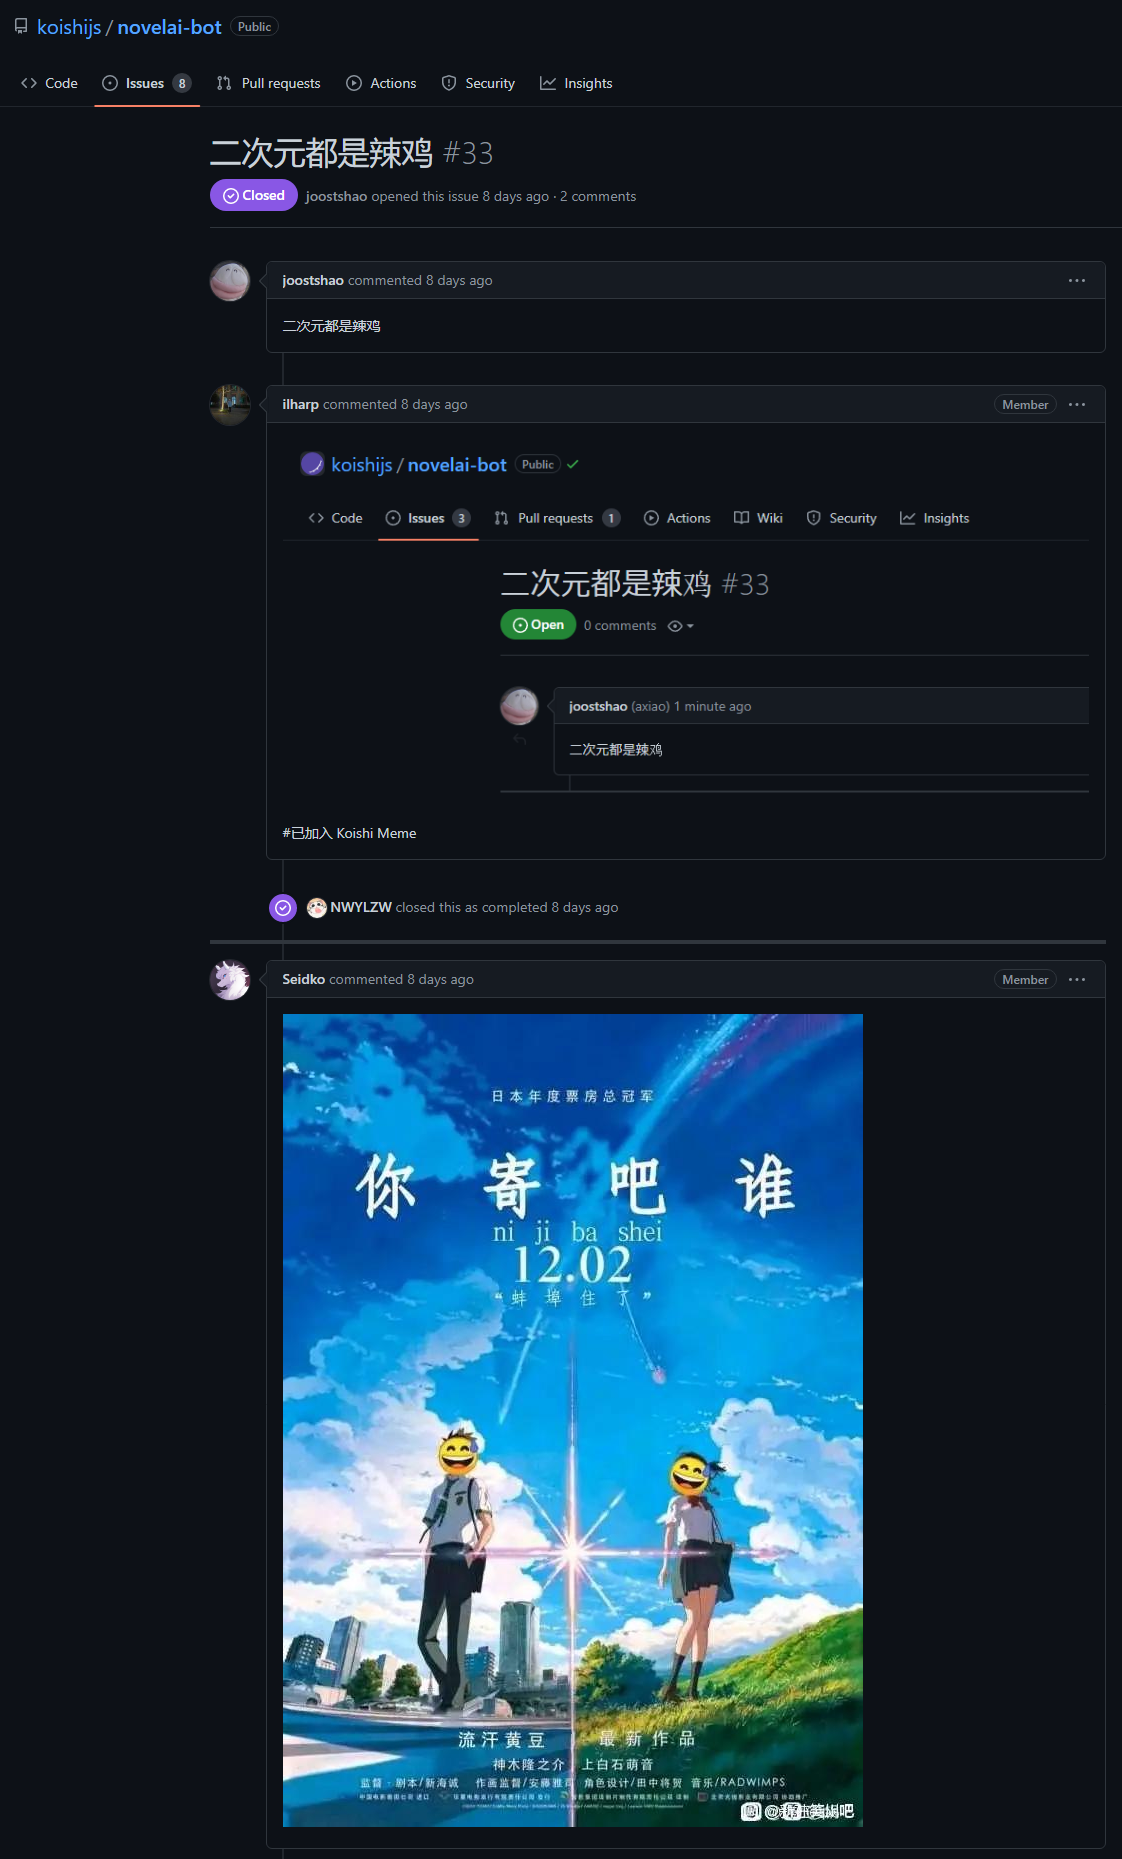 koishijs / novelai-bot Public
Code Issues 8 Pull requests Actions Security Insights
二次元都是辣鸡 #33
Closed joostshao opened this issue 8 days ago · 2 comments
joostshao commented 8 days ago
二次元都是辣鸡
ilharp commented 8 days ago Member
koishijs / novelai-bot Public
Code Issues 3 Pull requests 1 Actions Wiki Security Insights
二次元都是辣鸡 #33
Open 0 comments
joostshao (axiao) 1 minute ago
二次元都是辣鸡
#已加入 Koishi Meme
NWYLZW closed this as completed 8 days ago
Seidko commented 8 days ago Member
日本年度票房总冠军
你寄吧谁
ni ji ba shei
12.02
“蚌埠住了”
流汗黄豆 最新作品
神木隆之介 上白石萌音
监督·剧本/新海诚 作画监督/安藤雅司 角色设计/田中将贺 音乐/RADWIMPS